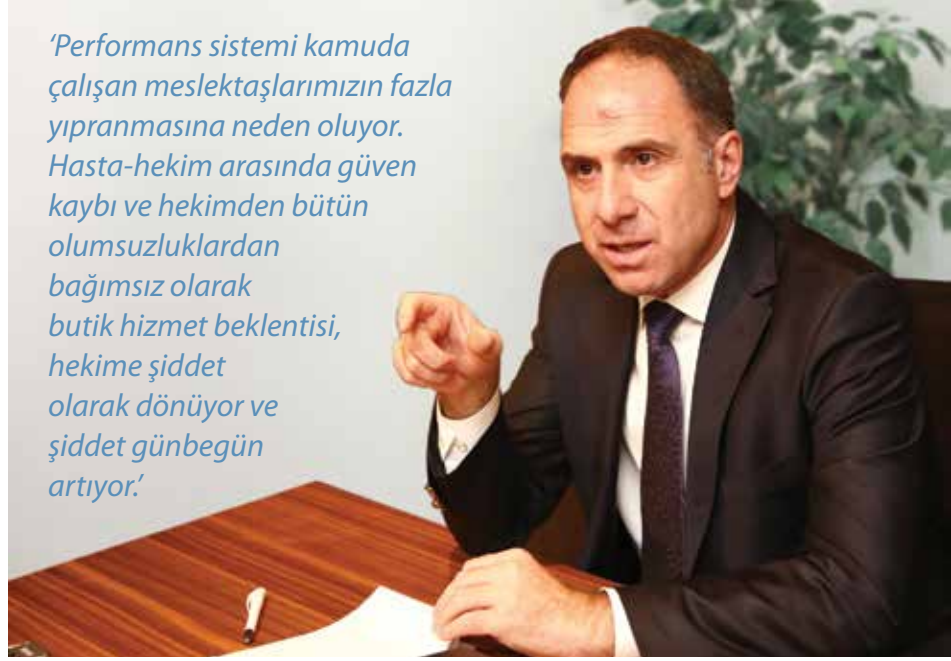 ‘Performans sistemi kamuda
çalışan meslektaşlarımızın fazla
yıpranmasına neden oluyor.
Hasta-hekim arasında güven
kaybı ve hekimden bütün
olumsuzluklardan
bağımsız olarak
butik hizmet beklentisi,
hekime şiddet
olarak dönüyor ve
şiddet günbegün
artıyor.’